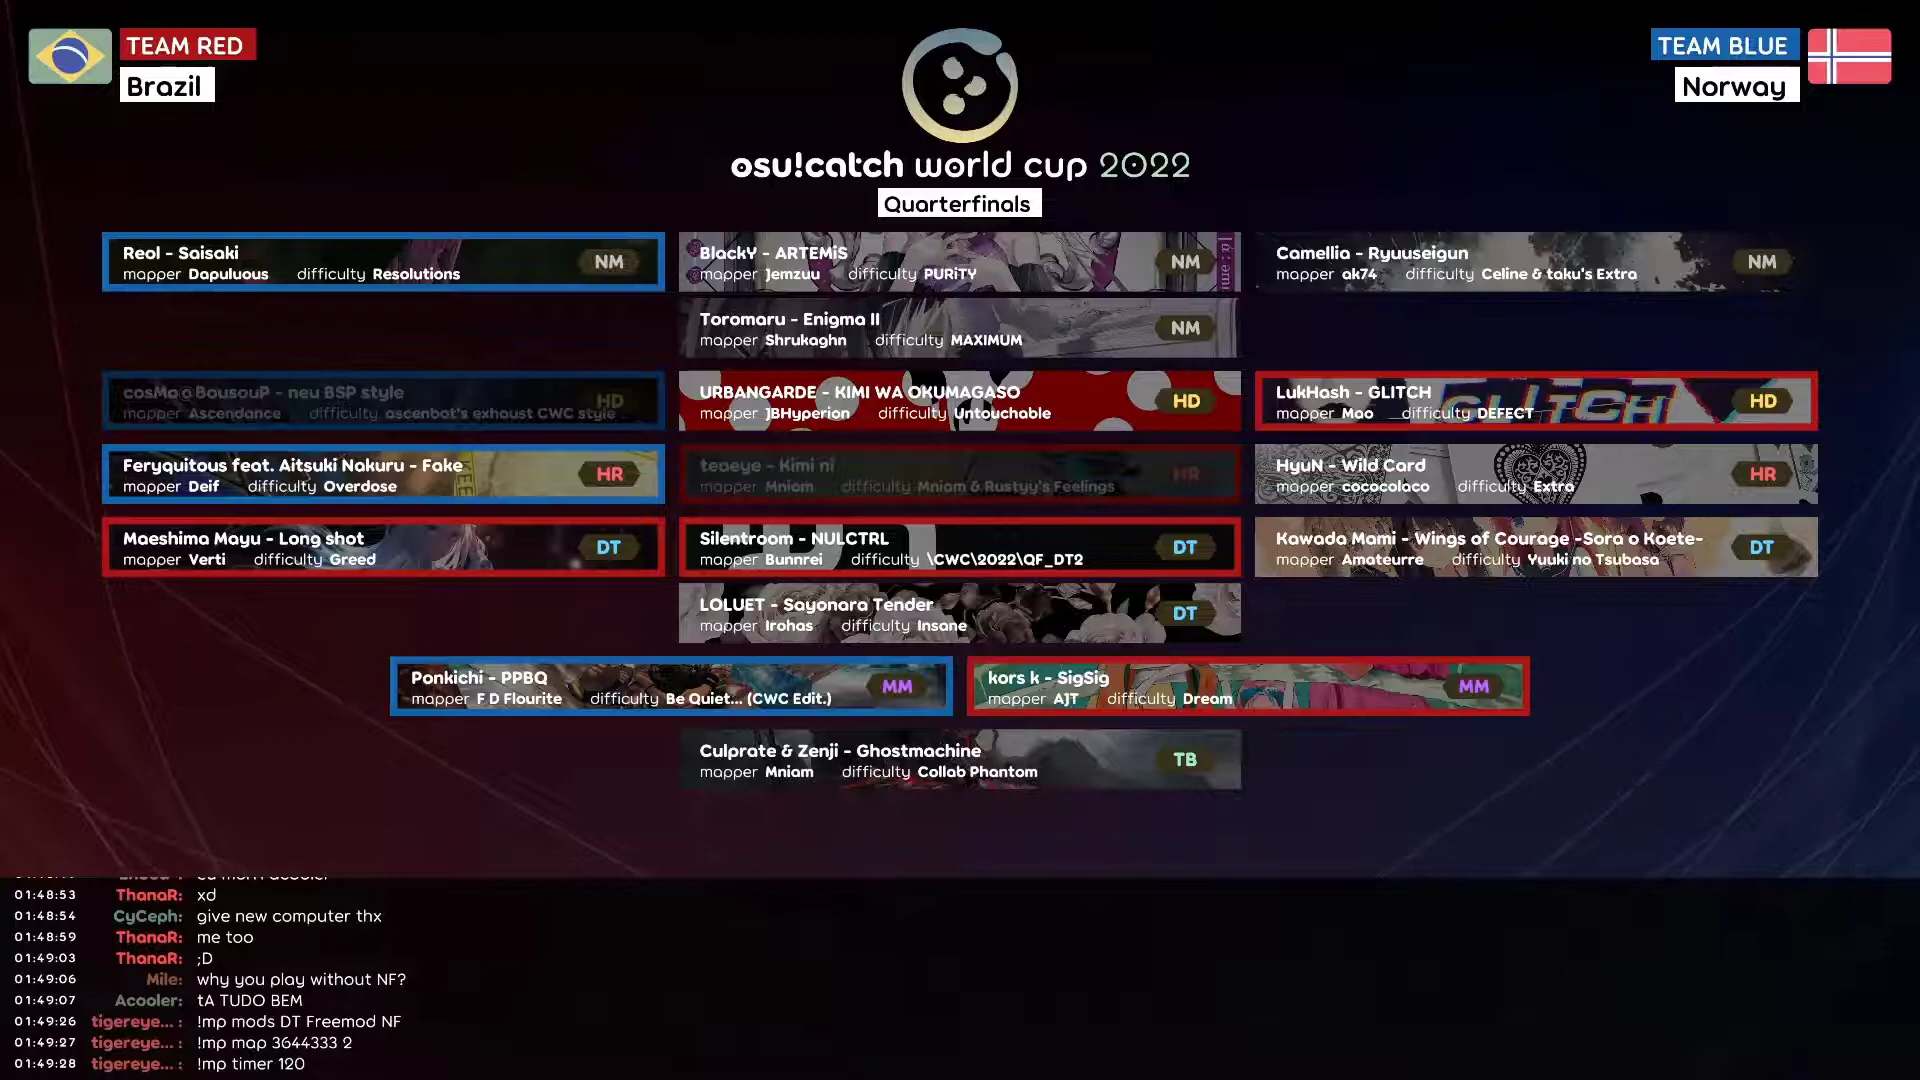 TEAM RED
Brazil
TEAM BLUE
Norway
osu!catch world cup 2022
Quarterfinals
Reol - Saisaki
mapper Dapuluous difficulty Resolutions
NM
BlackY - ARTEMiS
mapper Jemzuu difficulty PURiTY
NM
Camellia - Ryuuseigun
mapper ak74 difficulty Celine & taku's Extra
NM
Toromaru - Enigma II
mapper Shrukaghn difficulty MAXIMUM
NM
cosMo@BousouP - neu BSP style
mapper Ascendance difficulty ascenbot's exhaust CWC style
HD
URBANGARDE - KIMI WA OKUMAGASO
mapper JBHyperion difficulty Untouchable
HD
LukHash - GLITCH
mapper Mao difficulty DEFECT
GLITCH
HD
Feryquitous feat. Aitsuki Nakuru - Fake
mapper Deif difficulty Overdose
HR
teaeye - Kimi ni
mapper Mniam difficulty Mniam & Rustyy's Feelings
HR
HyuN - Wild Card
mapper cococolaco difficulty Extra
HR
Maeshima Mayu - Long shot
mapper Verti difficulty Greed
DT
Silentroom - NULCTRL
mapper Bunnrei difficulty \CWC\2022\QF_DT2
DT
Kawada Mami - Wings of Courage -Sora o Koete-
mapper Amateurre difficulty Yuuki no Tsubasa
DT
LOLUET - Sayonara Tender
mapper Irohas difficulty Insane
DT
Ponkichi - PPBQ
mapper F D Flourite difficulty Be Quiet... (CWC Edit.)
MM
kors k - SigSig
mapper AJT difficulty Dream
MM
Culprate & Zenji - Ghostmachine
mapper Mniam difficulty Collab Phantom
TB
01:48:53 ThanaR: xd
01:48:54 CyCeph: give new computer thx
01:48:59 ThanaR: me too
01:49:03 ThanaR: ;D
01:49:06 Mile: why you play without NF?
01:49:07 Acooler: tA TUDO BEM
01:49:26 tigereye... : !mp mods DT Freemod NF
01:49:27 tigereye... : !mp map 3644333 2
01:49:28 tigereye... : !mp timer 120